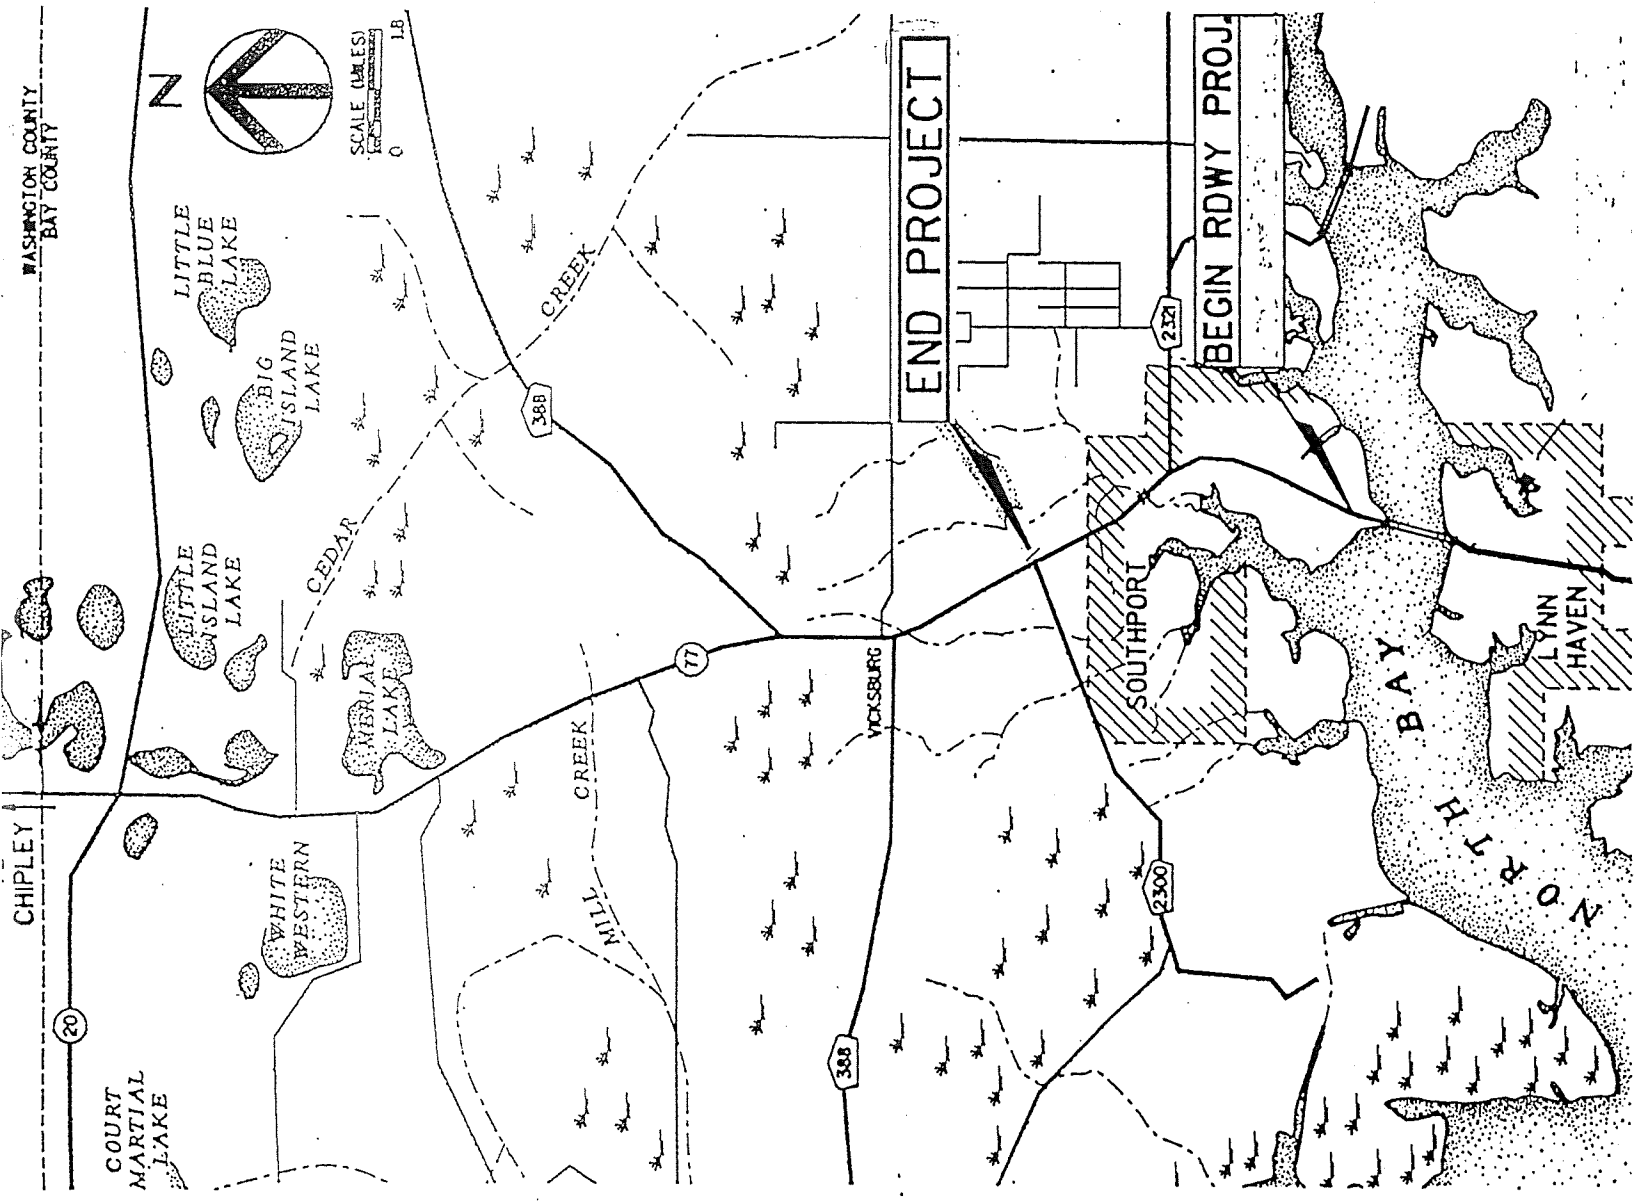 WASHINGTON COUNTY
BAY COUNTY
N
SCALE (MILES)
0
1.8
LITTLE
BLUE
LAKE
BIG
ISLAND
LAKE
LITTLE
ISLAND
LAKE
CHIPLEY
20
COURT
MARTIAL
LAKE
WHITE
WESTERN
MERIAL
LAKE
CEDAR
CREEK
388
77
CREEK
MILL
VICKSBURG
388
END PROJECT
BEGIN RDWY PROJ.
2321
SOUTHPORT
2300
LYNN
HAVEN
NORTH
BAY